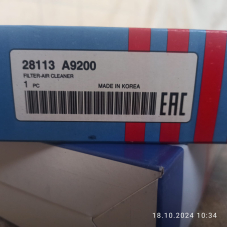 28113 A9200
FILTER-AIR CLEANER
1 PC MADE IN KOREA
EAC
18.10.2024 10:34